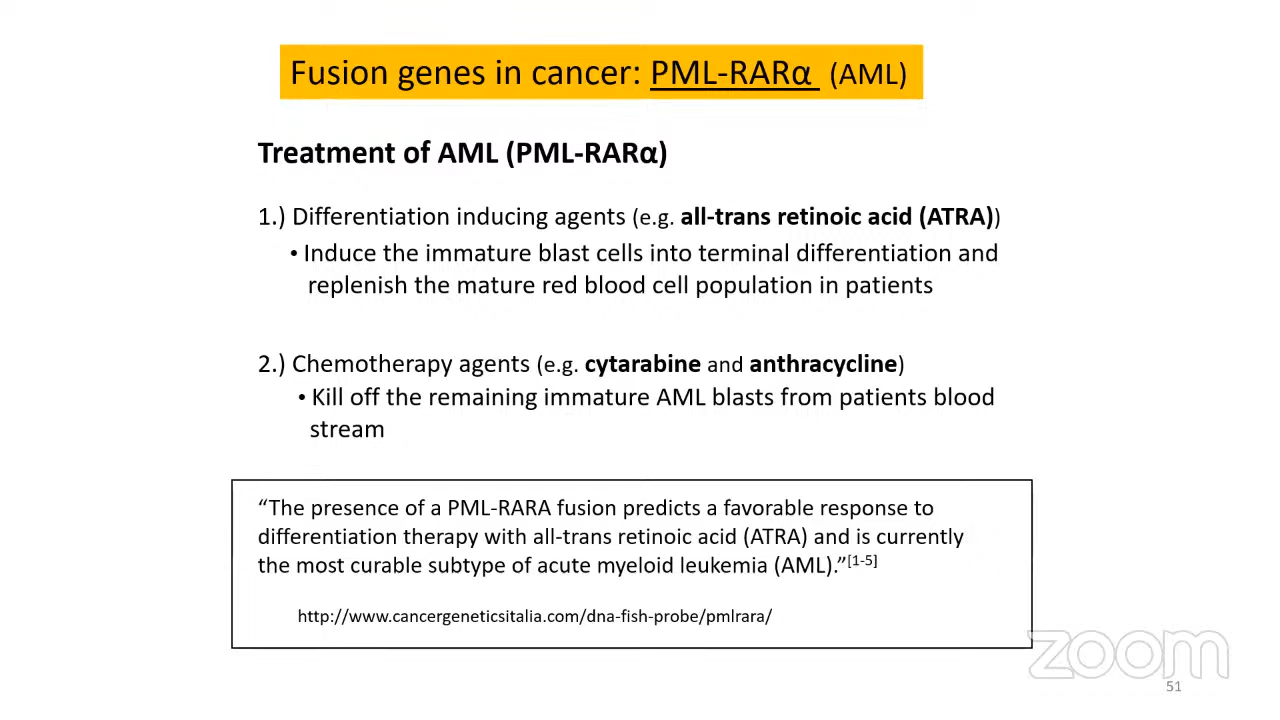 Fusion genes in cancer: PML-RARα (AML)
Treatment of AML (PML-RARα)
1.) Differentiation inducing agents (e.g. all-trans retinoic acid (ATRA))
• Induce the immature blast cells into terminal differentiation and
replenish the mature red blood cell population in patients
2.) Chemotherapy agents (e.g. cytarabine and anthracycline)
• Kill off the remaining immature AML blasts from patients blood
stream
“The presence of a PML-RARA fusion predicts a favorable response to
differentiation therapy with all-trans retinoic acid (ATRA) and is currently
the most curable subtype of acute myeloid leukemia (AML).”[1-5]
http://www.cancergeneticsitalia.com/dna-fish-probe/pmlrara/
zoom
51